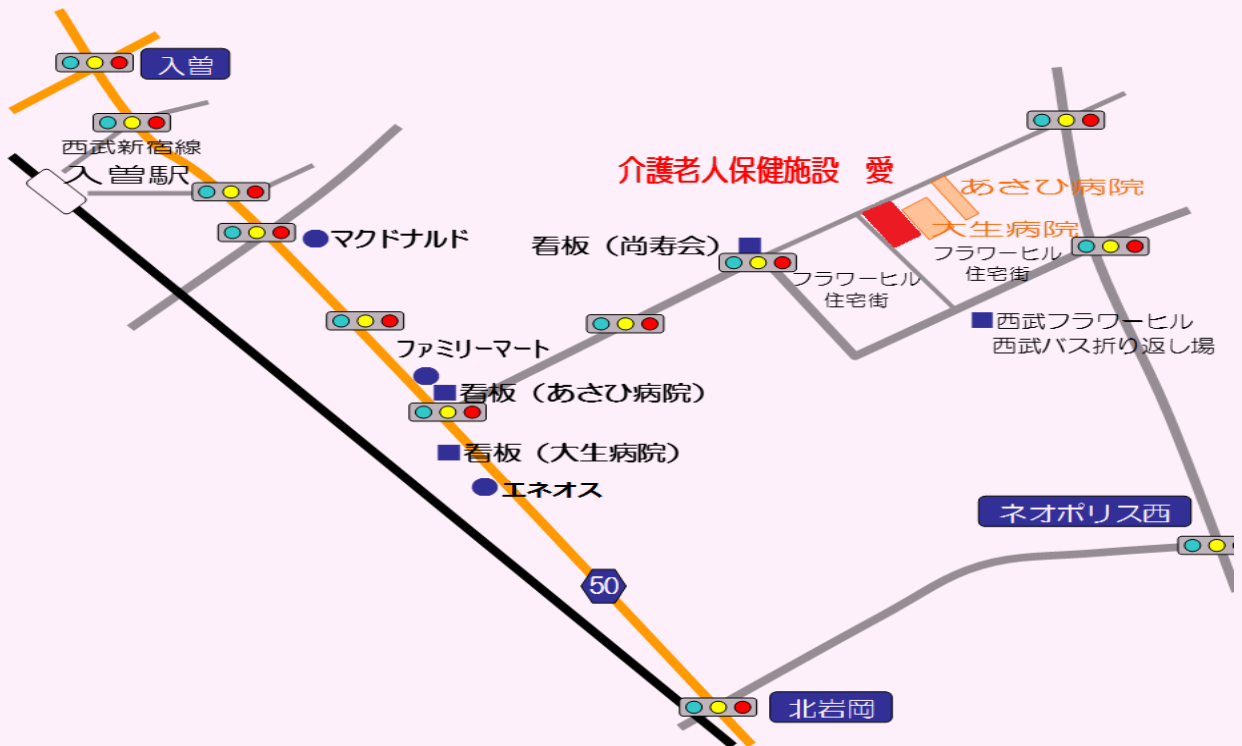 入曽
西武新宿線
入曽駅
介護老人保健施設 愛
あさひ病院
大生病院
マクドナルド
看板（尚寿会）
フラワーヒル
住宅街
フラワーヒル
住宅街
西武フラワーヒル
西武バス折り返し場
ファミリーマート
看板（あさひ病院）
看板（大生病院）
エネオス
ネオポリス西
50
北岩岡